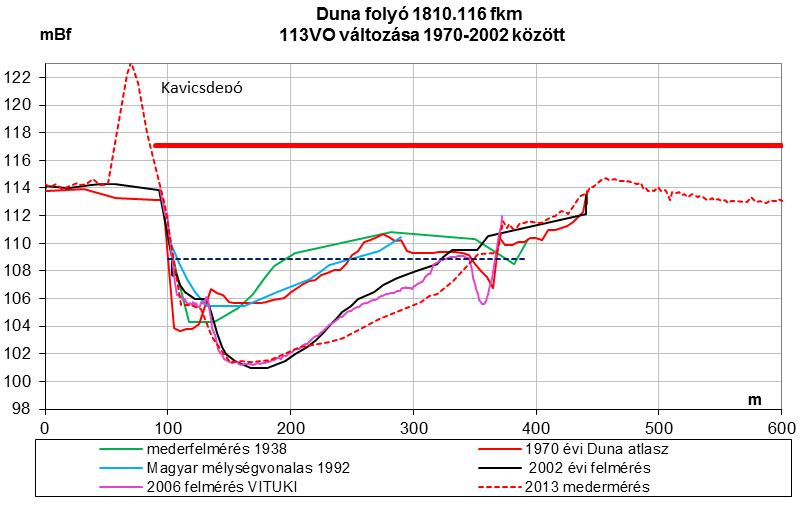 Duna folyó 1810.116 fkm
113VO változása 1970-2002 között
mBf
Kavicsdepó
122
120
118
116
114
112
110
108
106
104
102
100
98
m
0 100 200 300 400 500 600
mederfelmérés 1938
1970 évi Duna atlasz
Magyar mélységvonalas 1992
2002 évi felmérés
2006 felmérés VITUKI
2013 medermérés